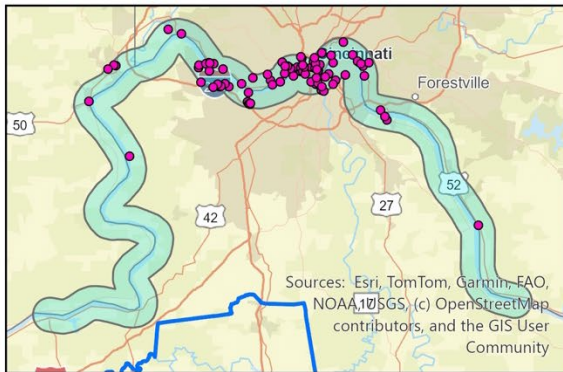 Cincinnati
Forestville
50
52
42
27
Sources: Esri, TomTom, Garmin, FAO,
NOAA, USGS, (c) OpenStreetMap
contributors, and the GIS User
Community